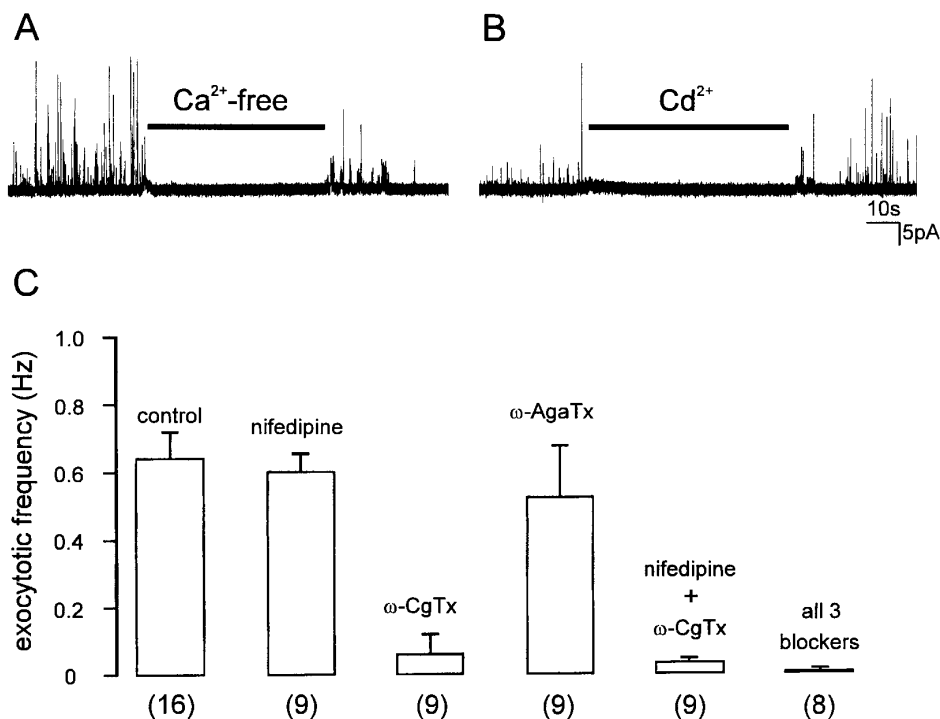 A
B
Ca²⁺-free
Cd²⁺
10s
5pA
C
exocytotic frequency (Hz)
1.0
0.8
0.6
0.4
0.2
0
control
nifedipine
ω-CgTx
ω-AgaTx
nifedipine
+
ω-CgTx
all 3
blockers
(16)
(9)
(9)
(9)
(9)
(8)